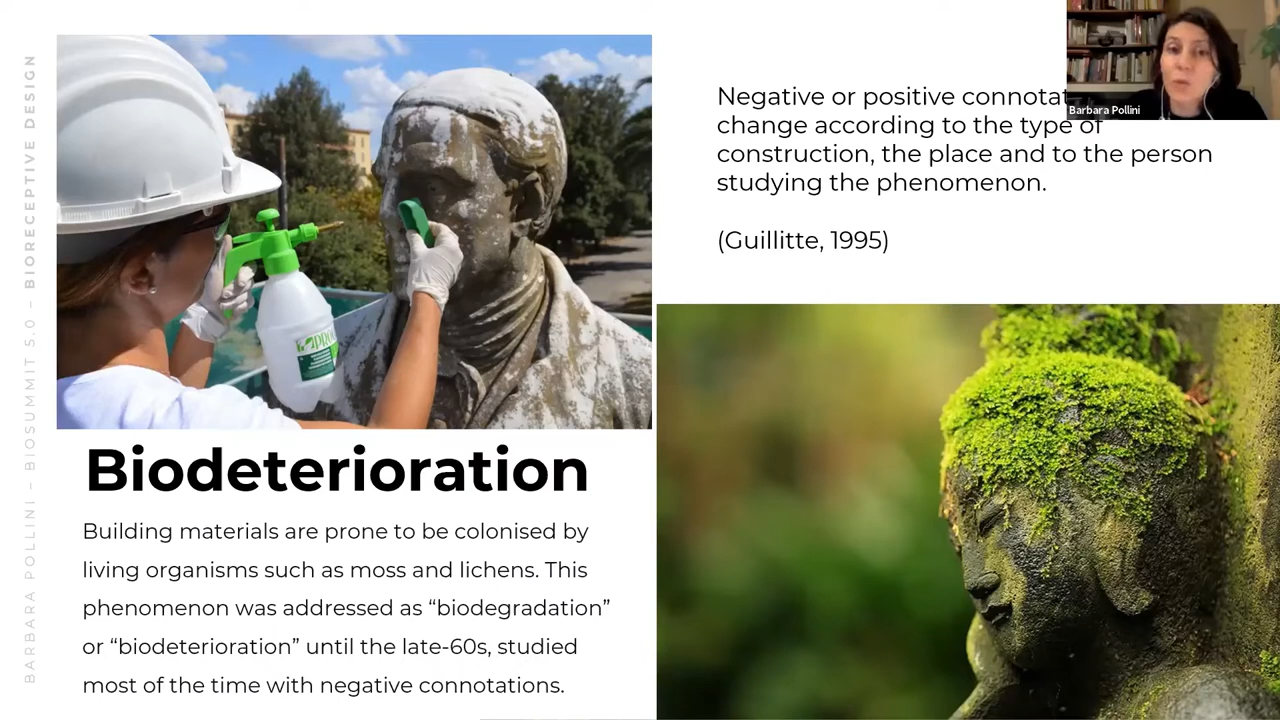 BARBARA POLLINI – BIOSUMMIT 5.0 – BIORECEPTIVE DESIGN
Biodeterioration
Building materials are prone to be colonised by
living organisms such as moss and lichens. This
phenomenon was addressed as “biodegradation”
or “biodeterioration” until the late-60s, studied
most of the time with negative connotations.
Negative or positive
change according to the type of
construction, the place and to the person
studying the phenomenon.
(Guillitte, 1995)
Barbara Pollini